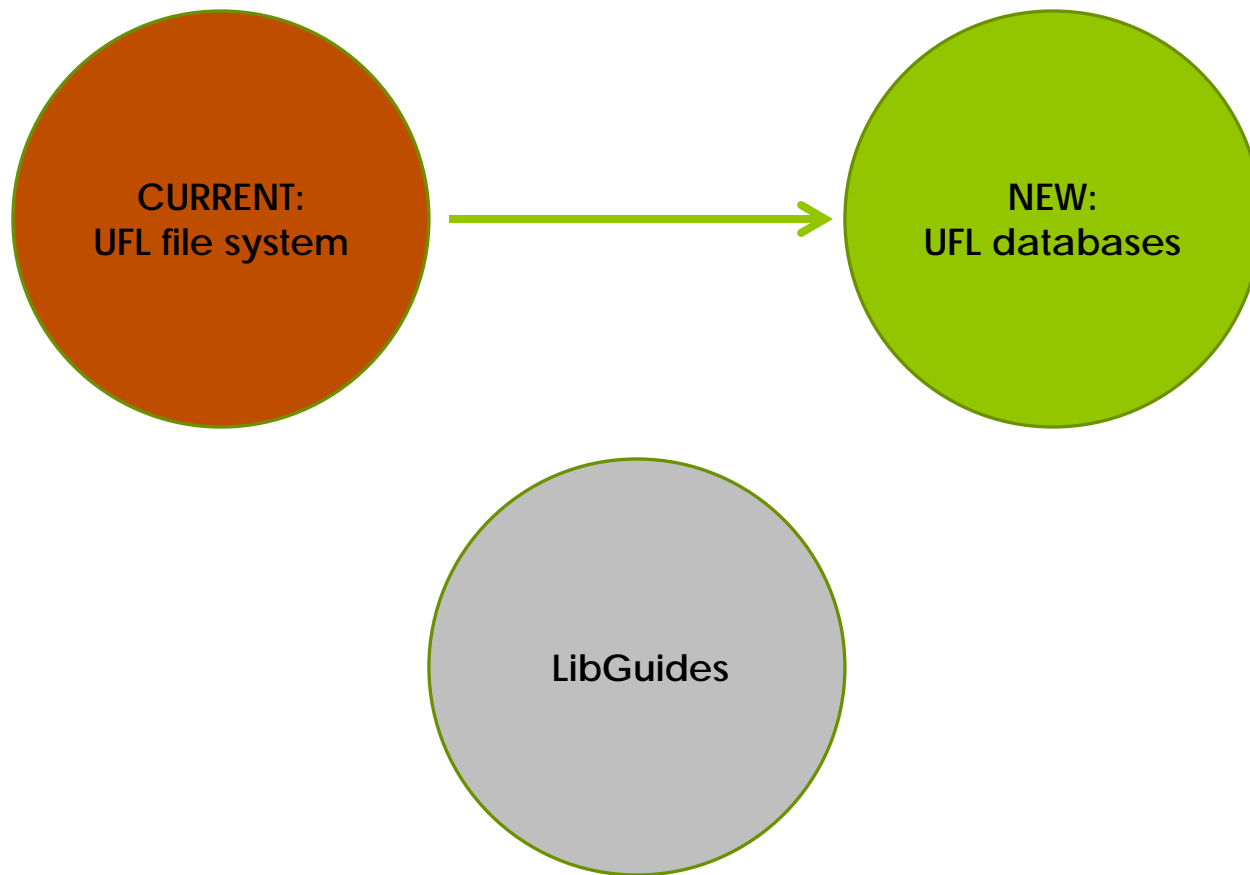 CURRENT:
UFL file system
NEW:
UFL databases
LibGuides